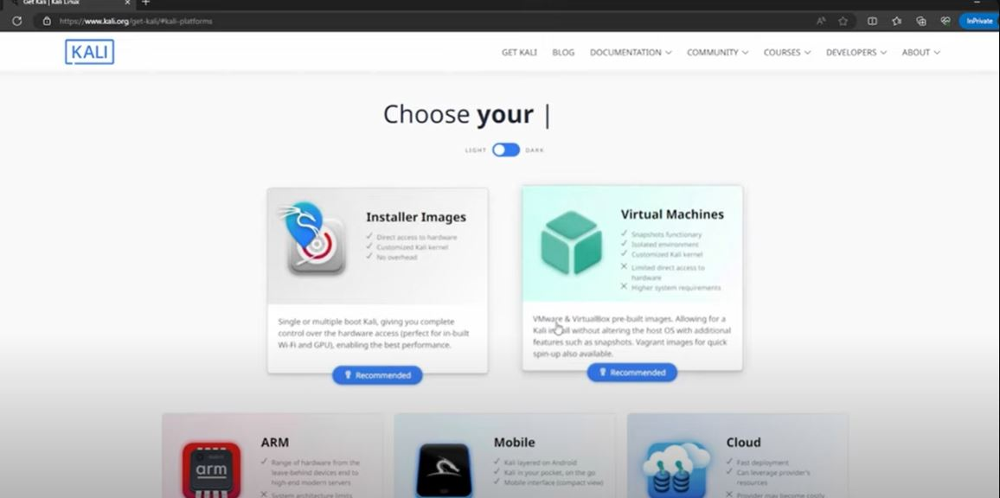 Get Kali | Kali Linux
https://www.kali.org/get-kali/#kali-platforms
InPrivate
KALI
GET KALI
BLOG
DOCUMENTATION
COMMUNITY
COURSES
DEVELOPERS
ABOUT
Choose your |
LIGHT
DARK
Installer Images
Direct access to hardware
Customized Kali kernel
No overhead
Single or multiple boot Kali, giving you complete
control over the hardware access (perfect for in-built
Wi-Fi and GPU), enabling the best performance.
Recommended
Virtual Machines
Snapshots functionary
Isolated environment
Customized Kali kernel
Limited direct access to
hardware
Higher system requirements
VMware & VirtualBox pre-built images. Allowing for a
Kali install without altering the host OS with additional
features such as snapshots. Vagrant images for quick
spin-up also available.
Recommended
arm
ARM
Range of hardware from the
leave-behind devices end to
high-end modern servers
System architecture limits
Mobile
Kali layered on Android
Kali in your pocket, on the go
Mobile interface (compact view)
Cloud
Fast deployment
Can leverage provider's
resources
Provider may become costly